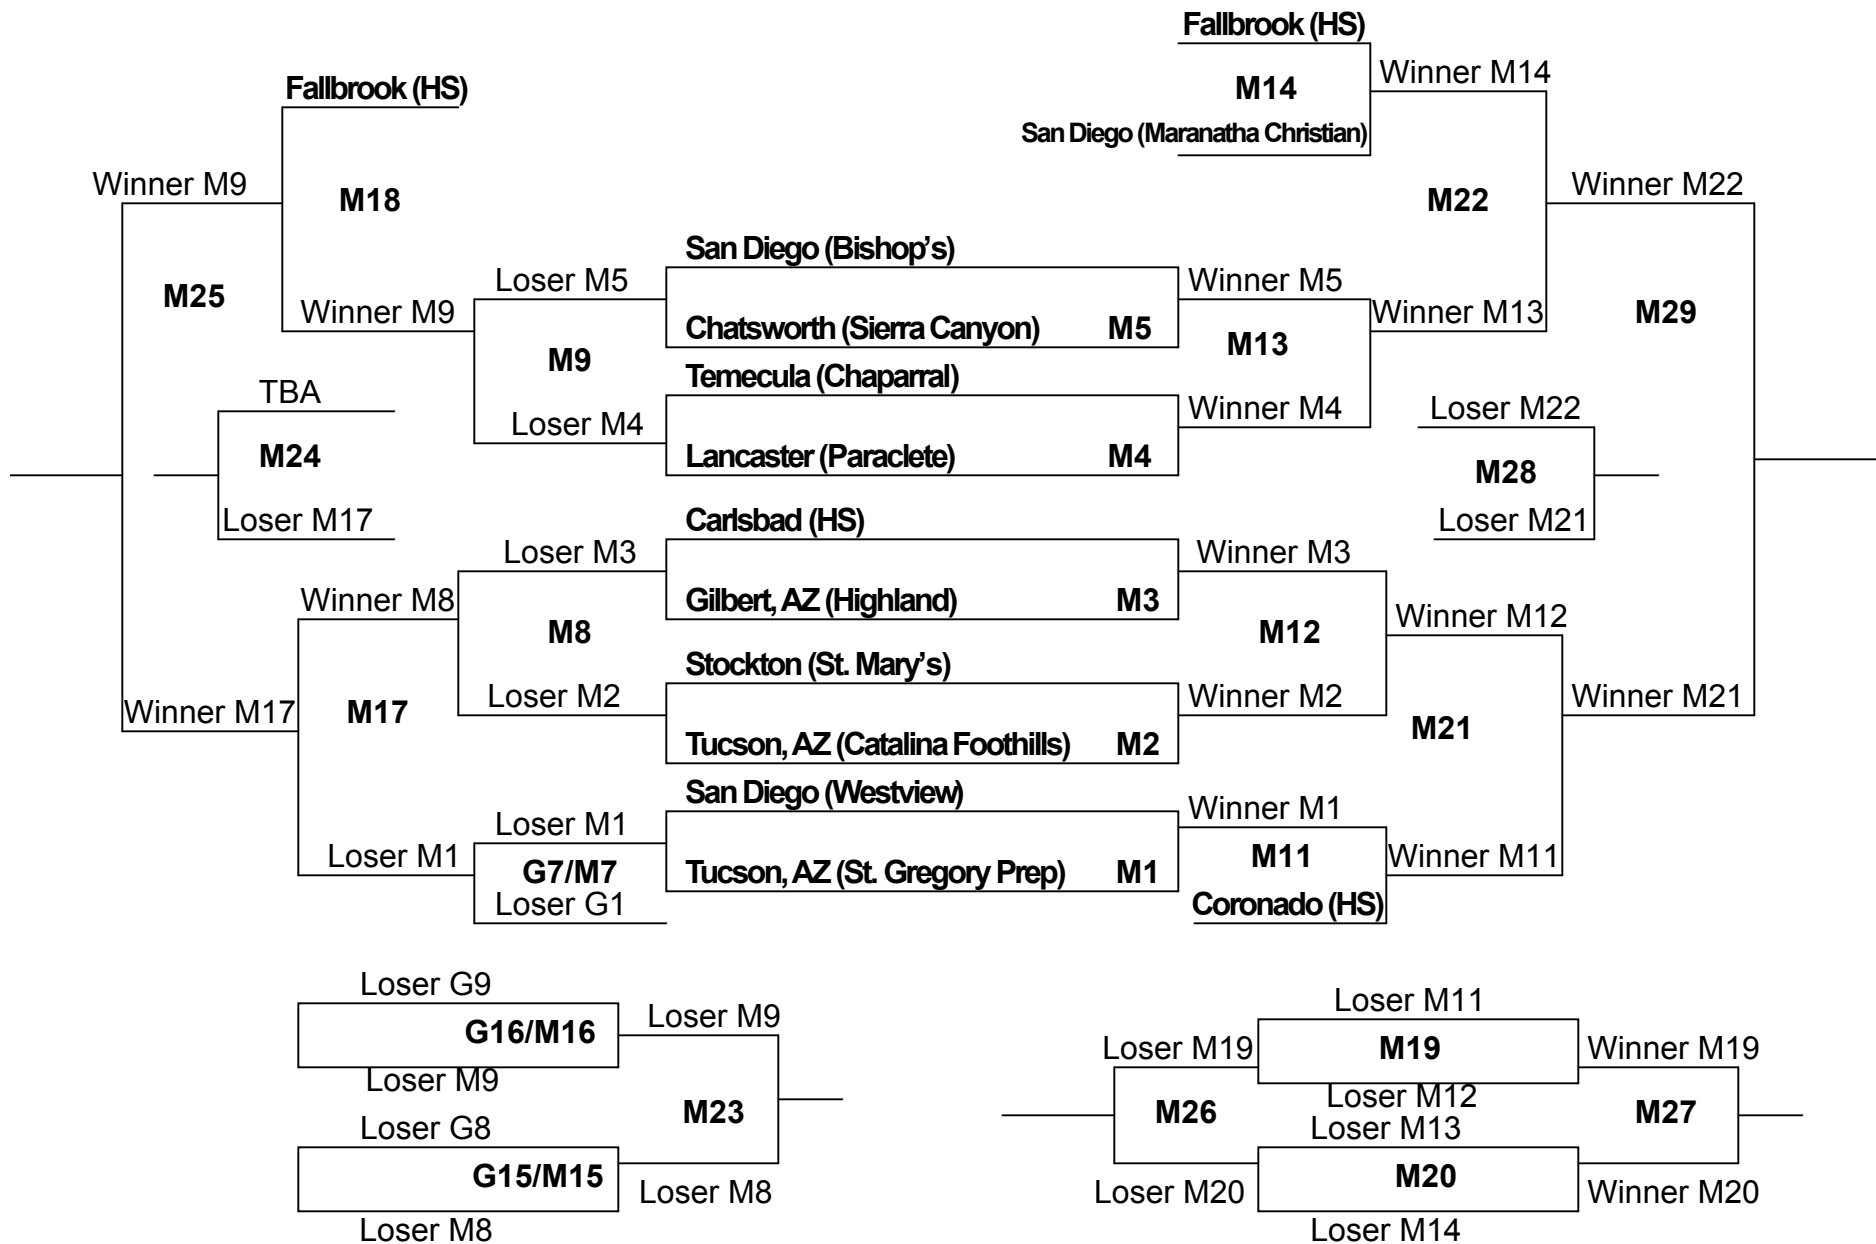 Fallbrook (HS)
Winner M14
Fallbrook (HS)
M14
San Diego (Maranatha Christian)
Winner M9
M18
M22
Winner M22
San Diego (Bishop's)
Loser M5
Winner M5
M25
Winner M9
Chatsworth (Sierra Canyon)
M5
Winner M13
M29
M9
M13
Temecula (Chaparral)
TBA
Loser M4
Winner M4
Loser M22
M24
Lancaster (Paraclete)
M4
M28
Loser M17
Carlsbad (HS)
Loser M21
Loser M3
Winner M3
Winner M8
Gilbert, AZ (Highland)
M3
Winner M12
M8
M12
Stockton (St. Mary's)
Loser M2
Winner M2
Winner M17
M17
Winner M21
M21
Tucson, AZ (Catalina Foothills)
M2
San Diego (Westview)
Loser M1
Winner M1
Loser M1
G7/M7
Tucson, AZ (St. Gregory Prep)
M1
M11
Winner M11
Loser G1
Coronado (HS)
Loser G9
Loser M11
G16/M16
Loser M9
Loser M19
M19
Winner M19
Loser M9
Loser M12
M23
M26
M27
Loser G8
Loser M13
G15/M15
Loser M8
Loser M20
M20
Winner M20
Loser M8
Loser M14